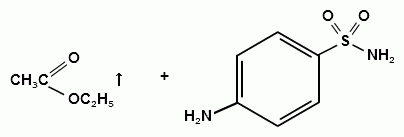 O O
S
NH₂
O
CH₃C
OC₂H₅ ↑ +
H₂N